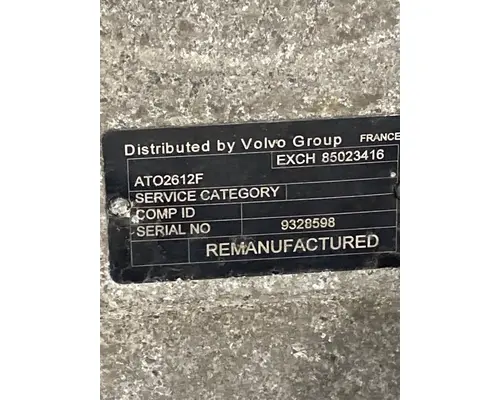 Distributed by Volvo Group FRANCE
EXCH 85023416
ATO2612F
SERVICE CATEGORY
COMP ID
SERIAL NO 9328598
REMANUFACTURED